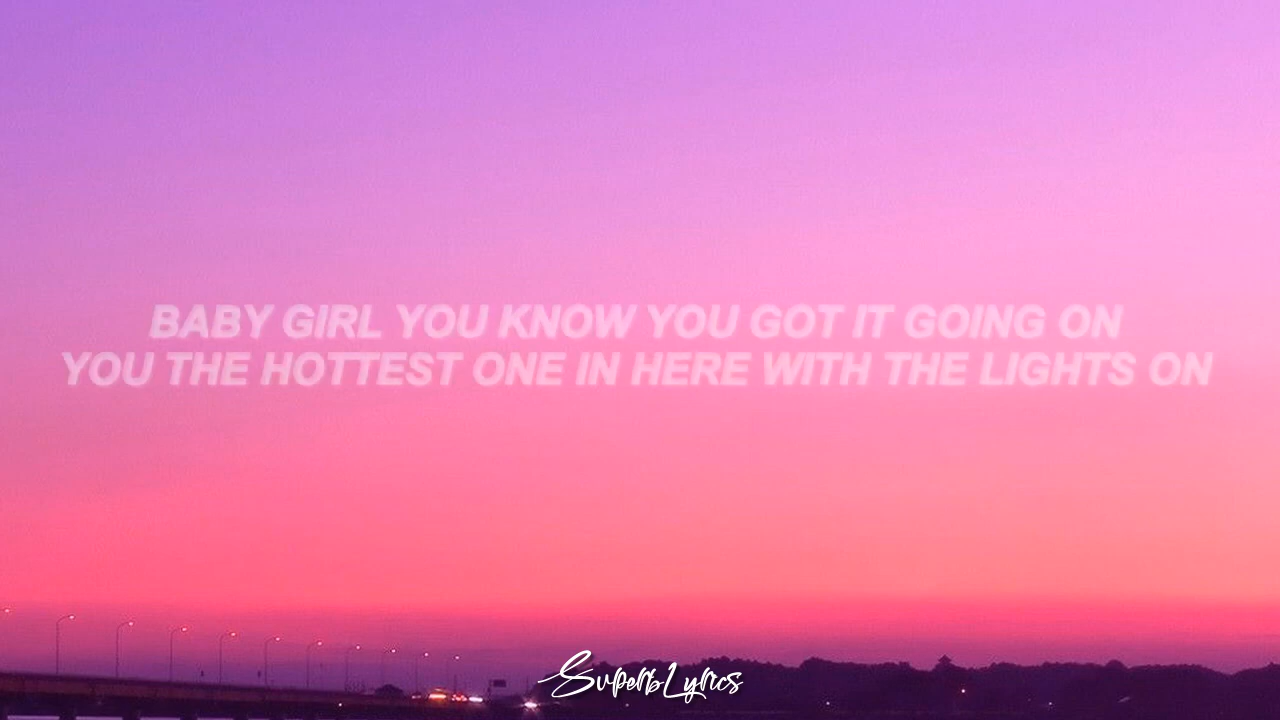 BABY GIRL YOU KNOW YOU GOT IT GOING ON
YOU THE HOTTEST ONE IN HERE WITH THE LIGHTS ON
SuperbLyrics